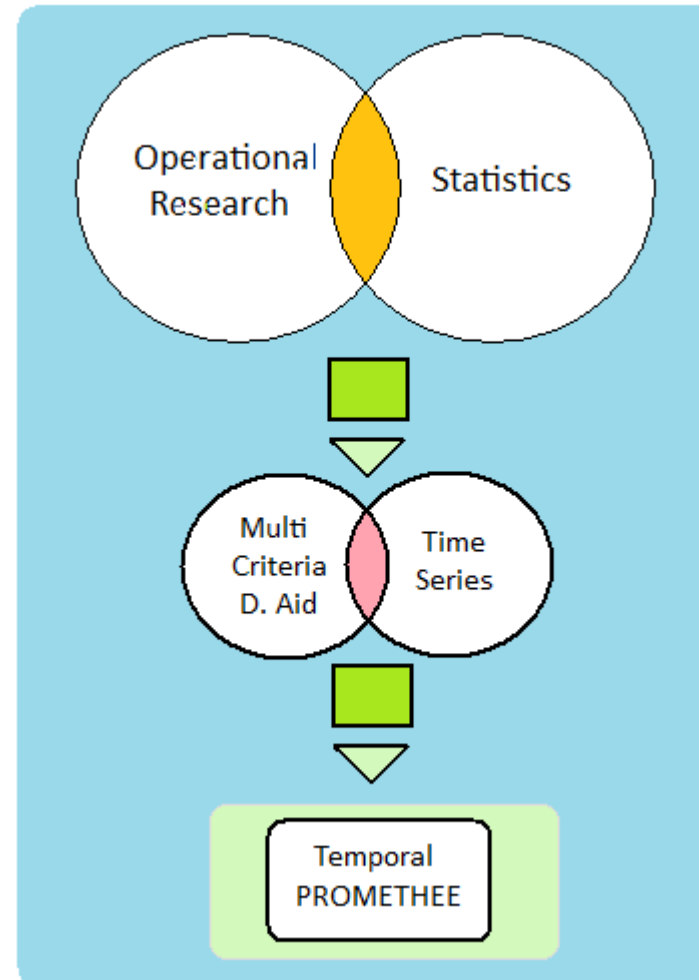 Operational
Research
Statistics
Multi
Criteria
D. Aid
Time
Series
Temporal
PROMETHEE